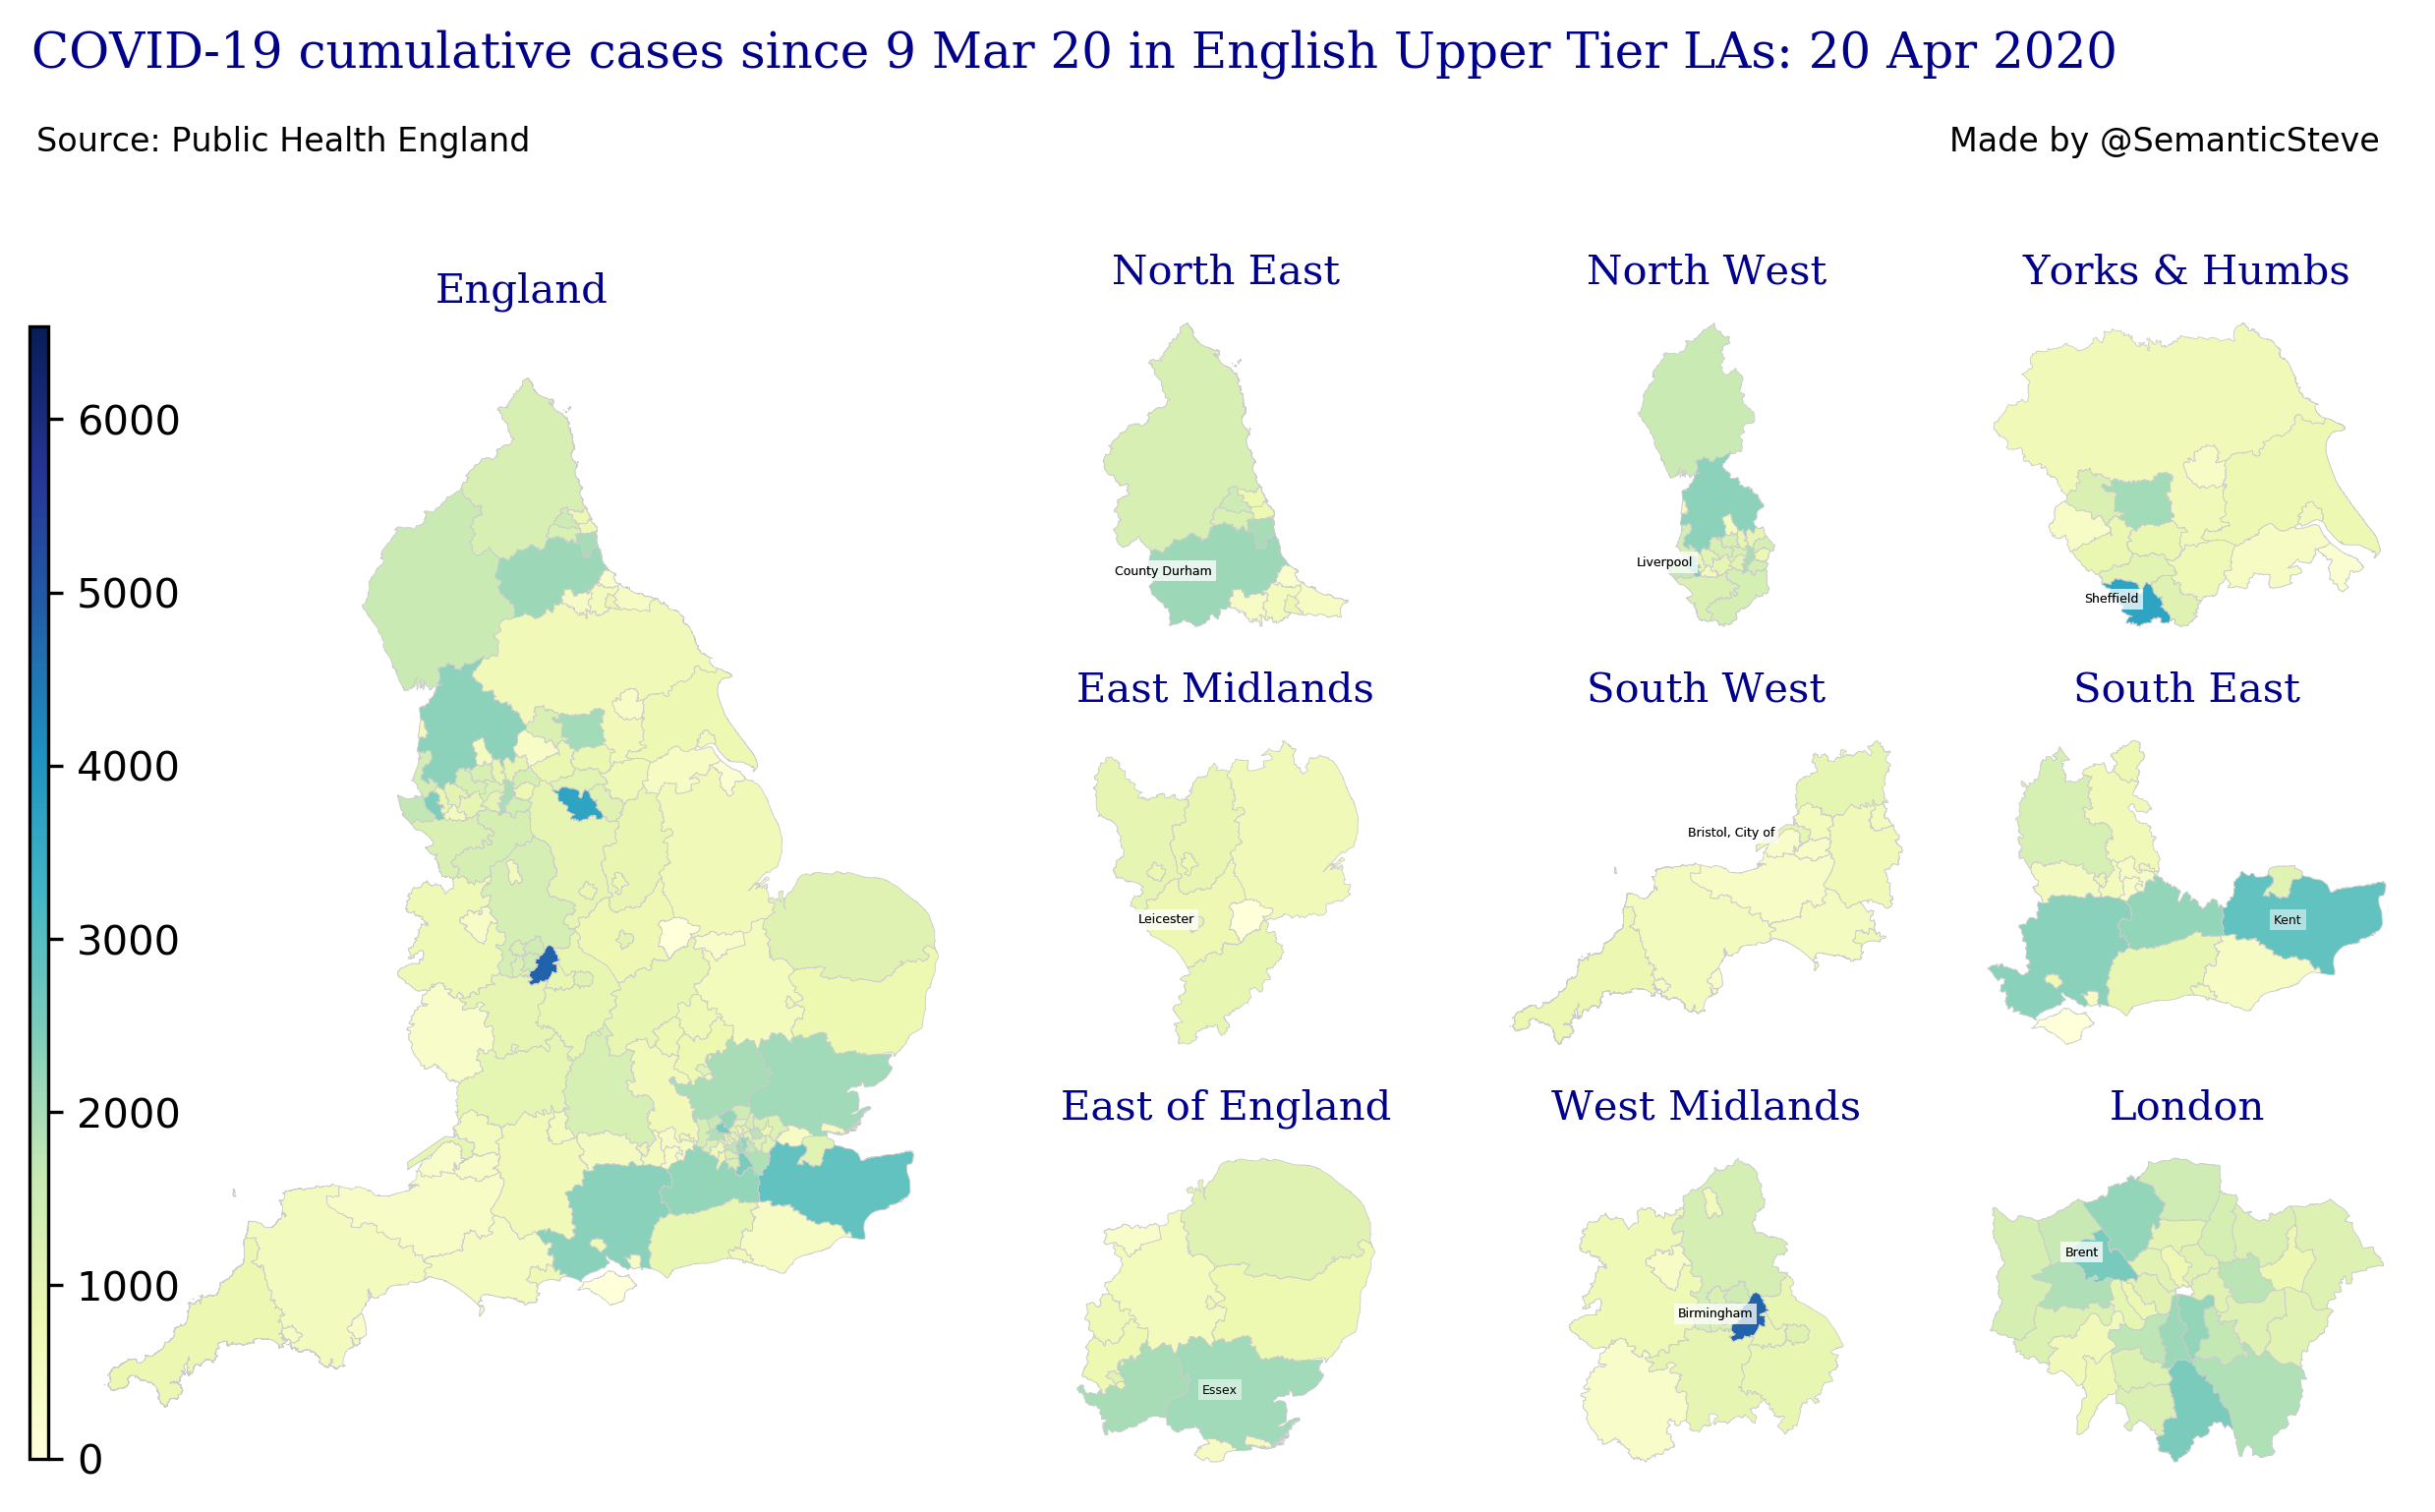 COVID-19 cumulative cases since 9 Mar 20 in English Upper Tier LAs: 20 Apr 2020
Source: Public Health England
Made by @SemanticSteve
England
6000
5000
4000
3000
2000
1000
0
North East
County Durham
North West
Liverpool
Yorks & Humbs
Sheffield
East Midlands
Leicester
South West
Bristol, City of
South East
Kent
East of England
Essex
West Midlands
Birmingham
London
Brent